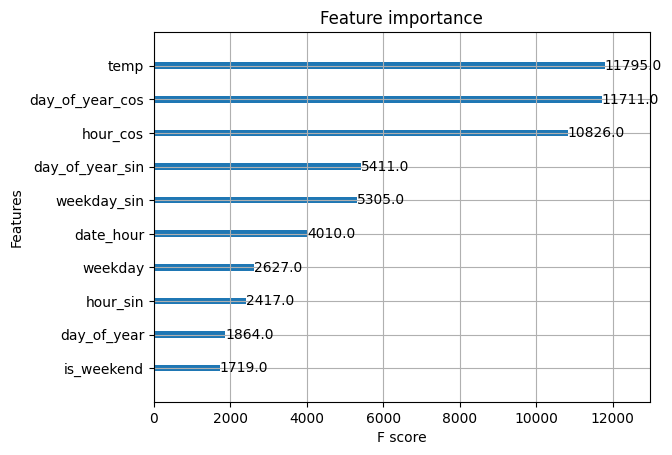 Feature importance
temp 11795.0
day_of_year_cos 11711.0
hour_cos 10826.0
day_of_year_sin 5411.0
weekday_sin 5305.0
date_hour 4010.0
weekday 2627.0
hour_sin 2417.0
day_of_year 1864.0
is_weekend 1719.0
Features
0 2000 4000 6000 8000 10000 12000
F score